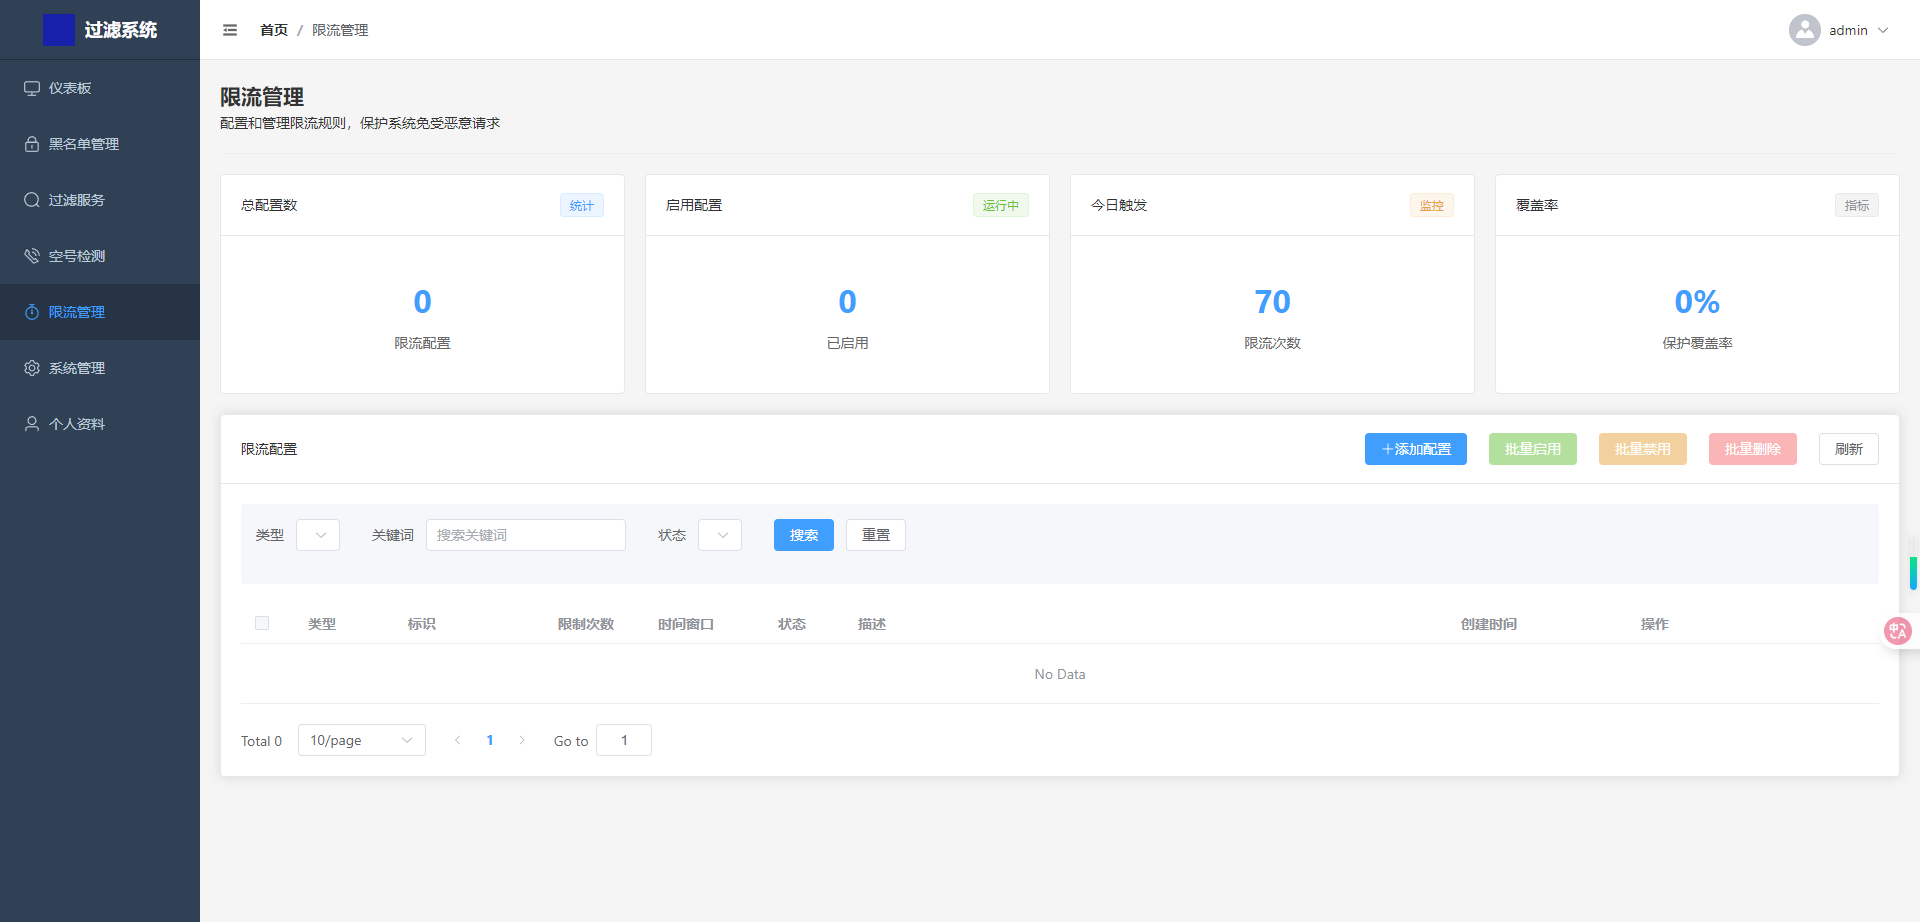 过滤系统
首页 / 限流管理
admin
仪表板
黑名单管理
过滤服务
空号检测
限流管理
系统管理
个人资料
限流管理
配置和管理限流规则，保护系统免受恶意请求
总配置数 统计
0
限流配置
启用配置 运行中
0
已启用
今日触发 监控
70
限流次数
覆盖率 指标
0%
保护覆盖率
限流配置 +添加配置 批量启用 批量禁用 批量删除 刷新
类型 关键词 搜索关键词 状态 搜索 重置
类型 标识 限制次数 时间窗口 状态 描述 创建时间 操作
No Data
Total 0 10/page 1 Go to 1
中A